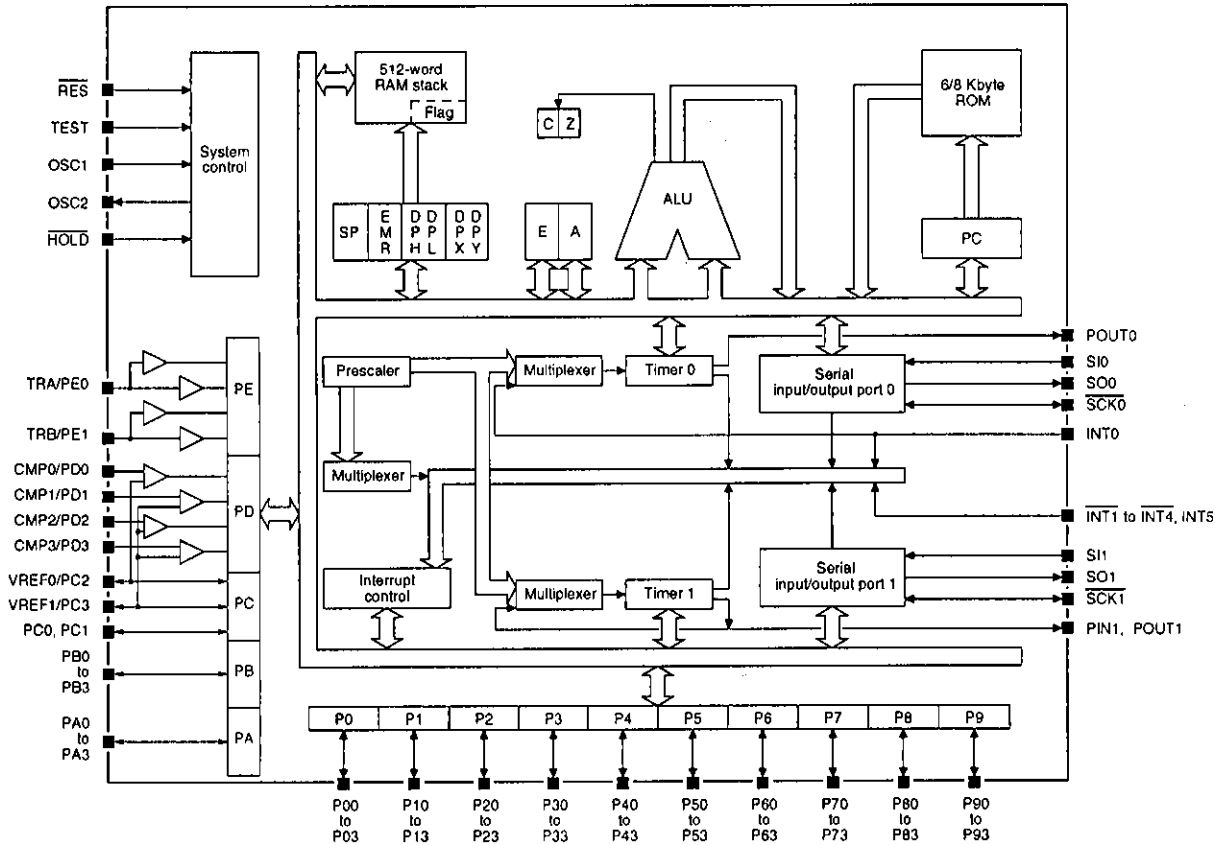 RES
TEST
OSC1
OSC2
HOLD
System
control
512-word
RAM stack
Flag
C Z
ALU
6/8 Kbyte
ROM
SP
EMR
DPH
DPL
DPX
DPY
E A
PC
TRA/PE0
TRB/PE1
PE
CMP0/PD0
CMP1/PD1
CMP2/PD2
CMP3/PD3
PD
VREF0/PC2
VREF1/PC3
PC0, PC1
PC
PB0
to
PB3
PB
PA0
to
PA3
PA
Prescaler
Multiplexer
Timer 0
Serial
input/output port 0
Multiplexer
Interrupt
control
Multiplexer
Timer 1
Serial
input/output port 1
POUT0
SI0
SO0
SCK0
INT0
INT1 to INT4, INT5
SI1
SO1
SCK1
PIN1, POUT1
P0 P1 P2 P3 P4 P5 P6 P7 P8 P9
P00 P10 P20 P30 P40 P50 P60 P70 P80 P90
to to to to to to to to to to
P03 P13 P23 P33 P43 P53 P63 P73 P83 P93